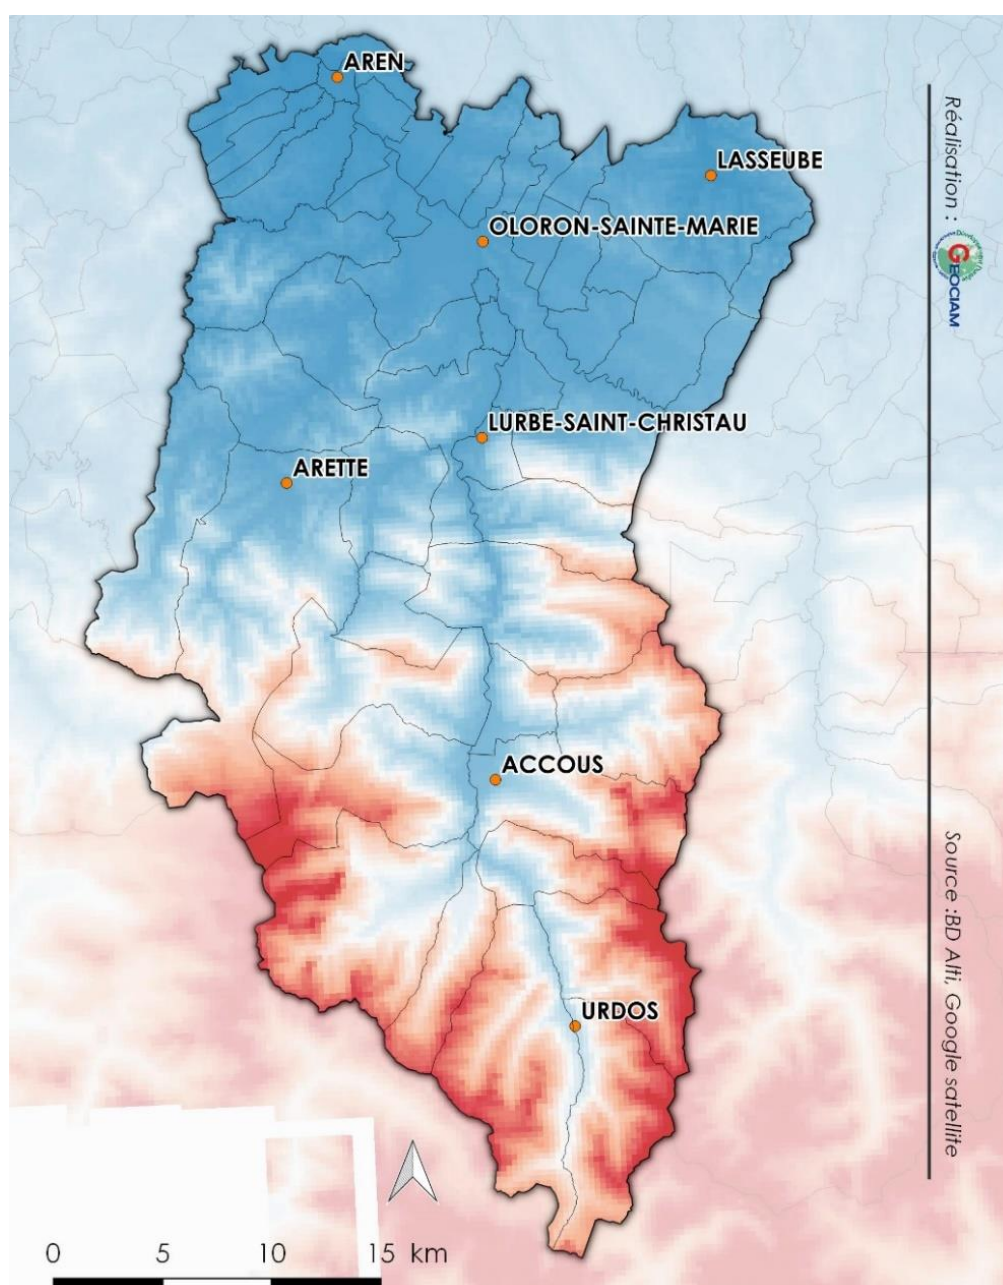 AREN
LASSEUBE
OLORON-SAINTE-MARIE
LURBE-SAINT-CHRISTAU
ARETTE
ACCOUS
URDOS
0 5 10 15 km
Réalisation :
GEOCIAM
Source :BD Alti, Google satellite